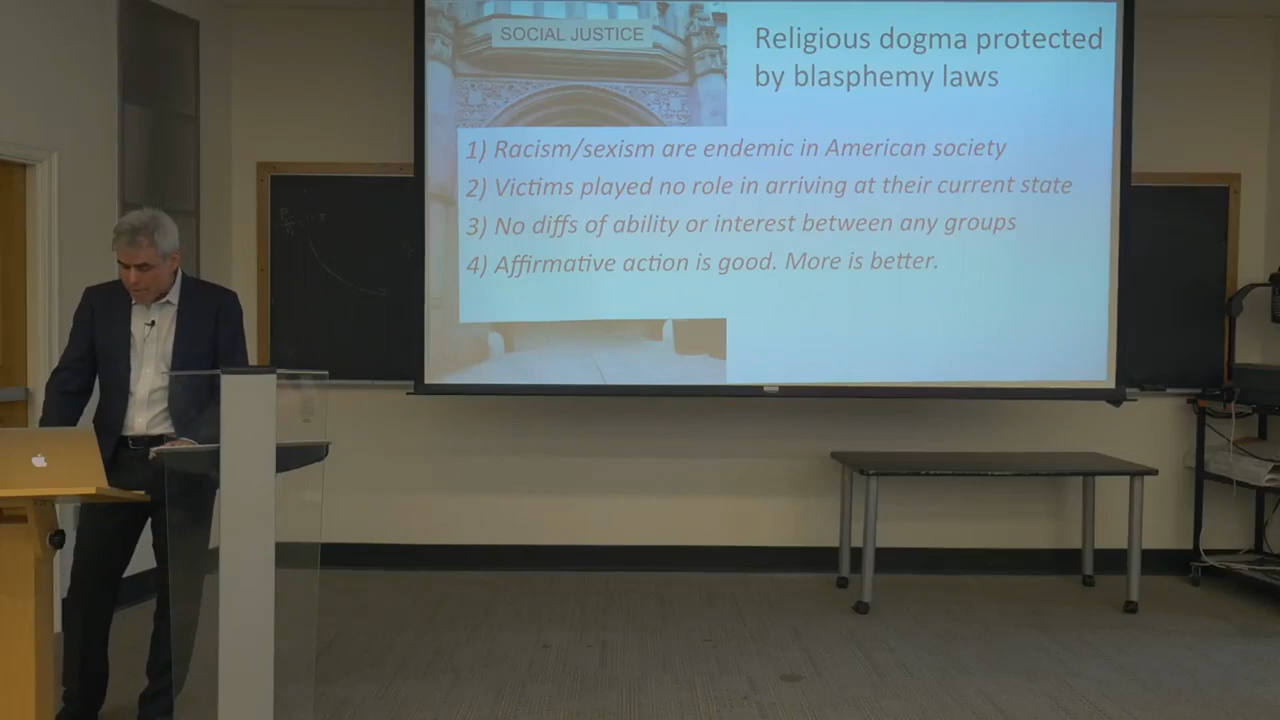 SOCIAL JUSTICE
Religious dogma protected
by blasphemy laws
1) Racism/sexism are endemic in American society
2) Victims played no role in arriving at their current state
3) No diffs of ability or interest between any groups
4) Affirmative action is good. More is better.